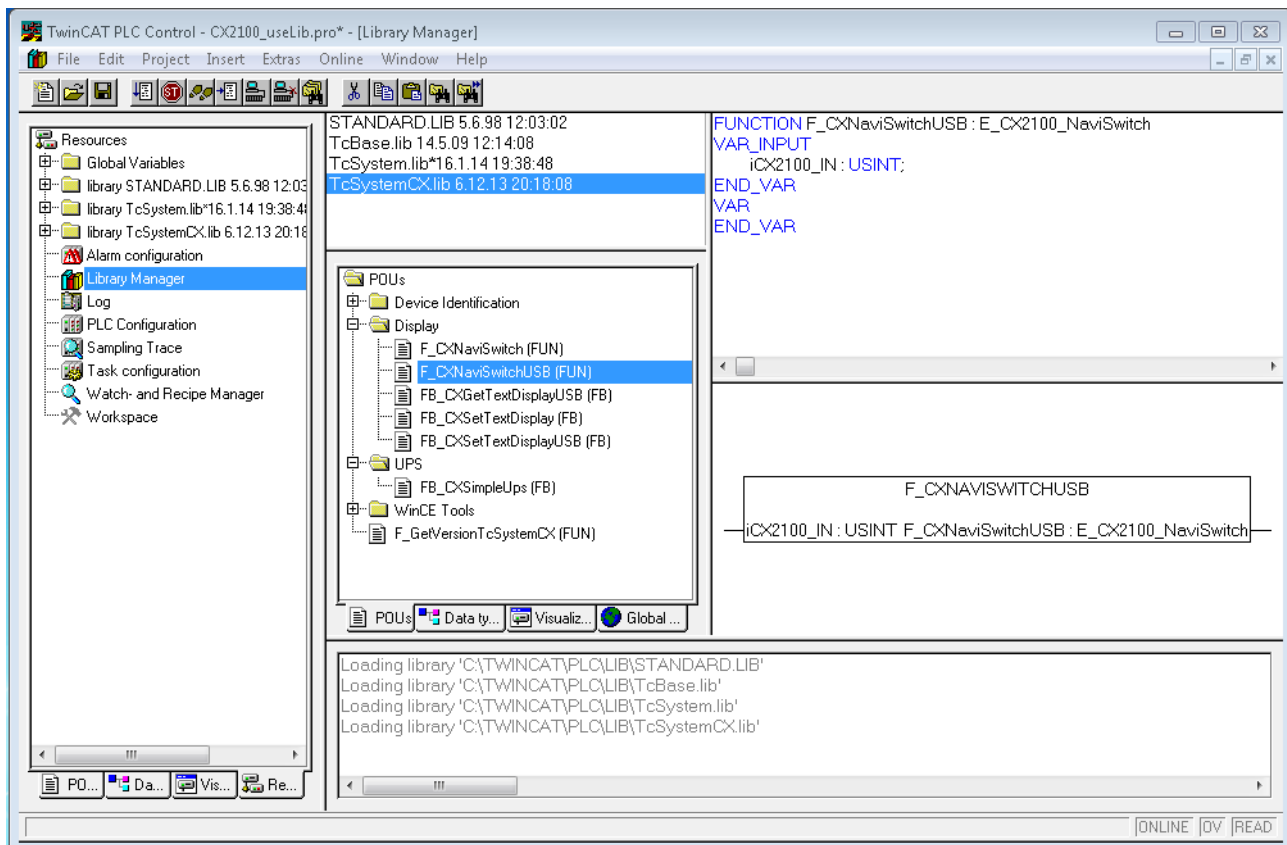 TwinCAT PLC Control - CX2100_useLib.pro* - [Library Manager]
File Edit Project Insert Extras Online Window Help
Resources
Global Variables
library STANDARD.LIB 5.6.98 12:03
library TcSystem.lib*16.1.14 19:38:48
library TcSystemCX.lib 6.12.13 20:18
Alarm configuration
Library Manager
Log
PLC Configuration
Sampling Trace
Task configuration
Watch- and Recipe Manager
Workspace
PO... Da... Vis... Re...
STANDARD.LIB 5.6.98 12:03:02
TcBase.lib 14.5.09 12:14:08
TcSystem.lib*16.1.14 19:38:48
TcSystemCX.lib 6.12.13 20:18:08
POUs
Device Identification
Display
F_CXNaviSwitch (FUN)
F_CXNaviSwitchUSB (FUN)
FB_CXGetTextDisplayUSB (FB)
FB_CXSetTextDisplay (FB)
FB_CXSetTextDisplayUSB (FB)
UPS
FB_CXSimpleUps (FB)
WinCE Tools
F_GetVersionTcSystemCX (FUN)
POUs Data ty... Visualiz... Global ...
FUNCTION F_CXNaviSwitchUSB : E_CX2100_NaviSwitch
VAR_INPUT
iCX2100_IN : USINT;
END_VAR
VAR
END_VAR
F_CXNAVISWITCHUSB
iCX2100_IN : USINT F_CXNaviSwitchUSB : E_CX2100_NaviSwitch
Loading library 'C:\TWINCAT\PLC\LIB\STANDARD.LIB'
Loading library 'C:\TWINCAT\PLC\LIB\TcBase.lib'
Loading library 'C:\TWINCAT\PLC\LIB\TcSystem.lib'
Loading library 'C:\TWINCAT\PLC\LIB\TcSystemCX.lib'
ONLINE OV READ